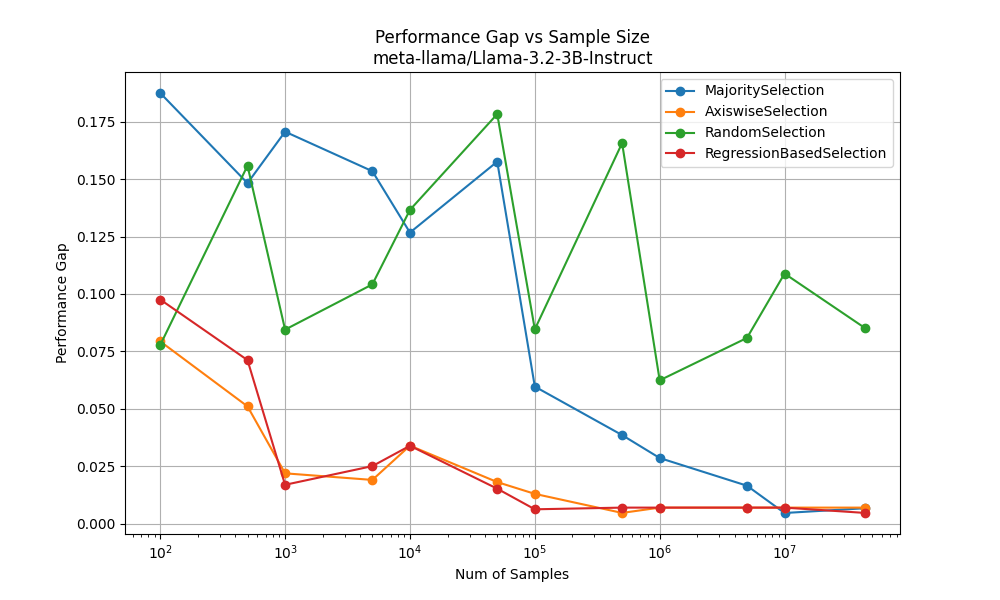 Performance Gap vs Sample Size
meta-llama/Llama-3.2-3B-Instruct
MajoritySelection
AxiswiseSelection
RandomSelection
RegressionBasedSelection
Performance Gap
0.175
0.150
0.125
0.100
0.075
0.050
0.025
0.000
10² 10³ 10⁴ 10⁵ 10⁶ 10⁷
Num of Samples